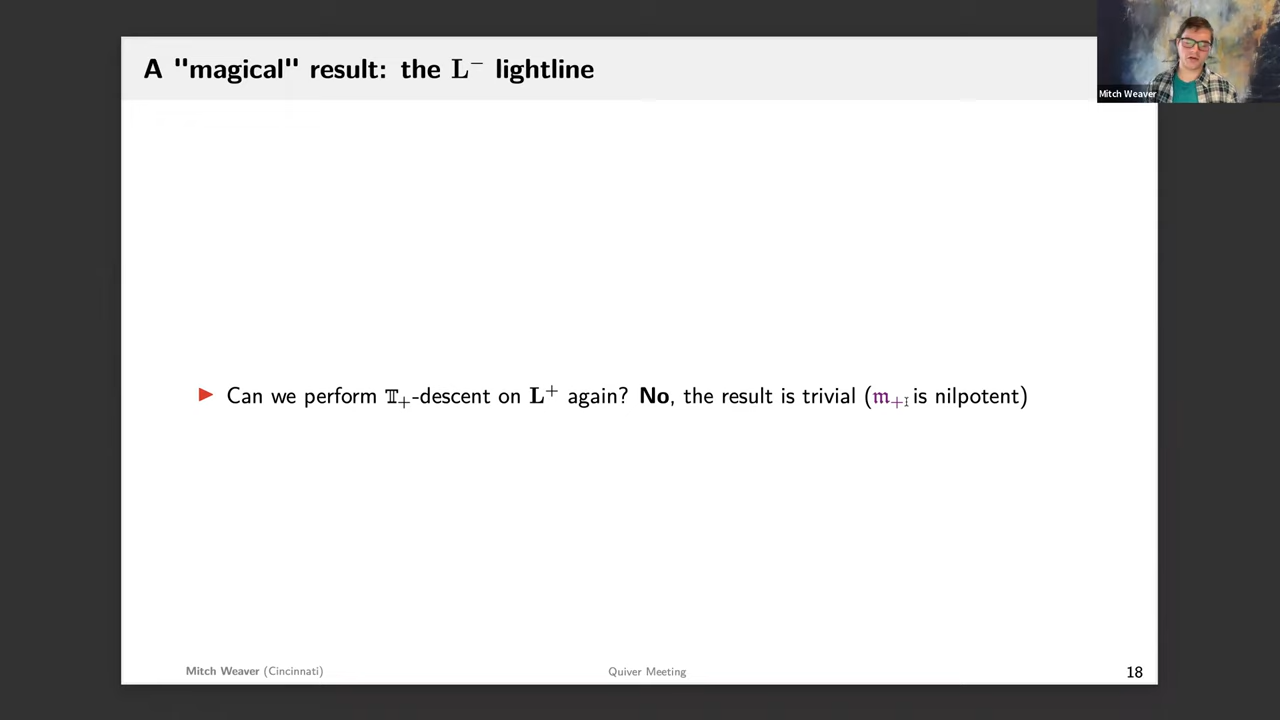 A "magical" result: the L⁻ lightline
Mitch Weaver
▶ Can we perform 𝕋₊-descent on L⁺ again? No, the result is trivial (𝔪₊ is nilpotent)
Mitch Weaver (Cincinnati) Quiver Meeting 18